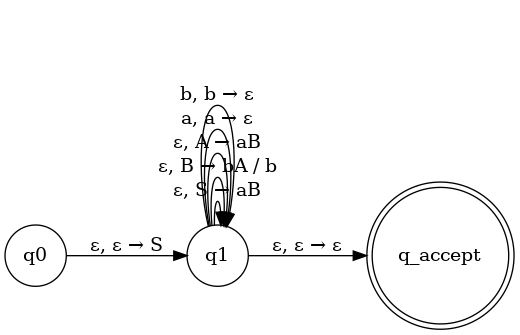 b, b → ε
a, a → ε
ε, A → aB
ε, B → bA / b
ε, S → aB
q0
ε, ε → S
q1
ε, ε → ε
q_accept